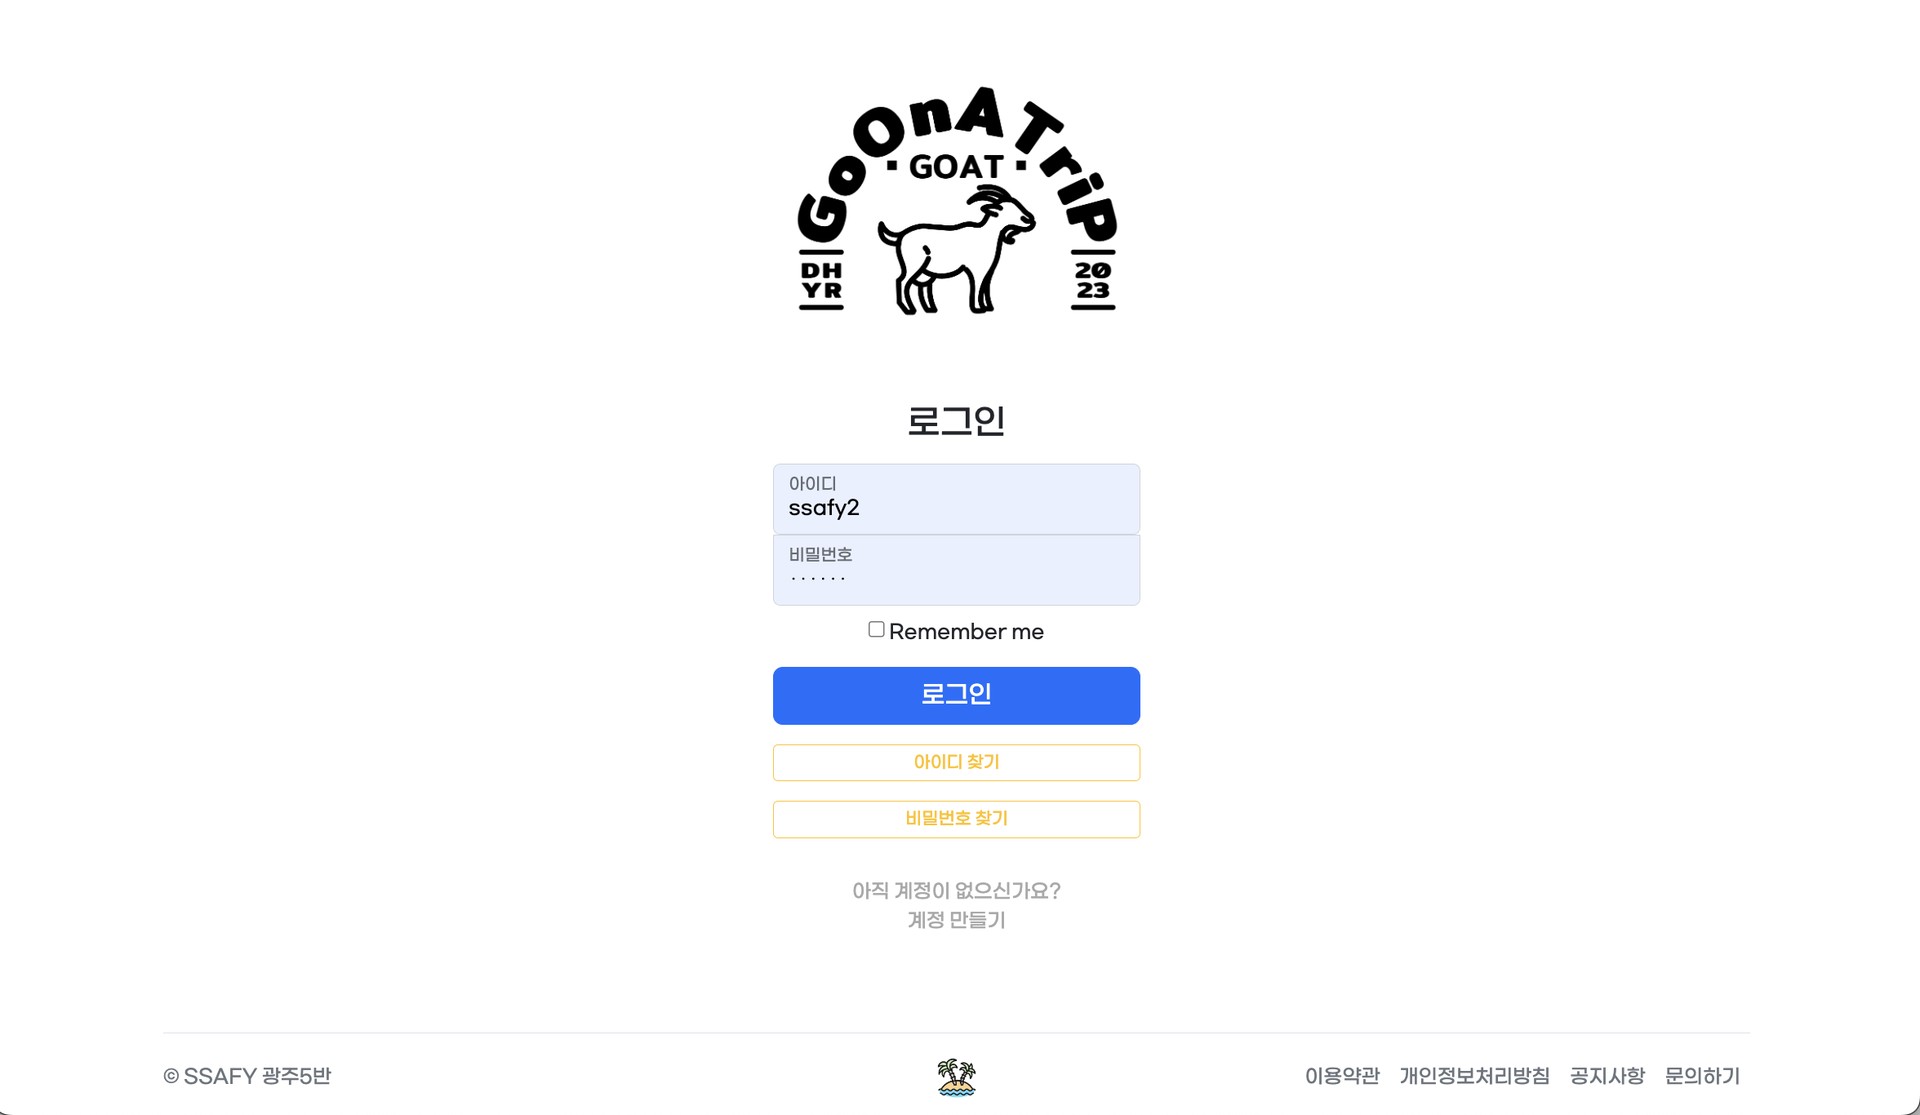 GoOnATrip
GOAT
DH
YR
20
23
로그인
아이디
ssafy2
비밀번호
······
Remember me
로그인
아이디 찾기
비밀번호 찾기
아직 계정이 없으신가요?
계정 만들기
© SSAFY 광주5반
이용약관 개인정보처리방침 공지사항 문의하기